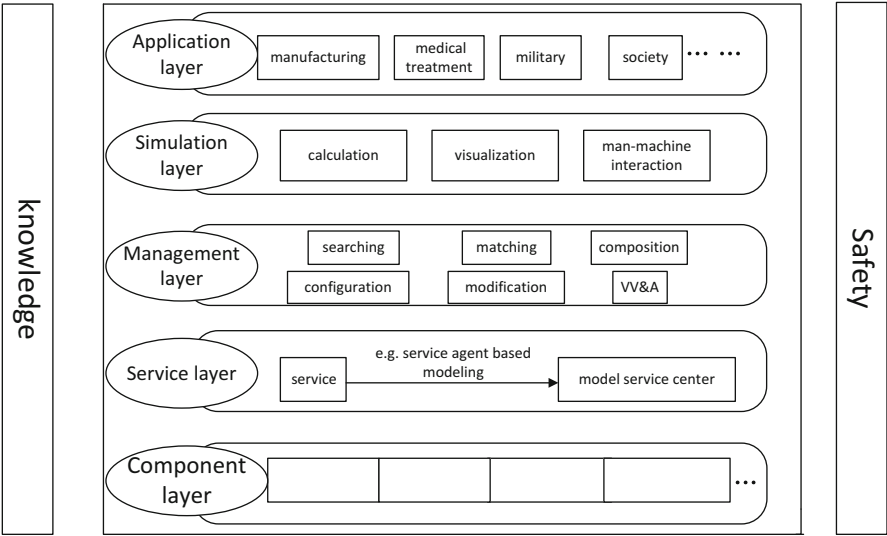 knowledge
Application
layer
manufacturing
medical
treatment
military
society
... ...
Simulation
layer
calculation
visualization
man-machine
interaction
Management
layer
searching
matching
composition
configuration
modification
VV&A
Service layer
service
e.g. service agent based
modeling
model service center
Component
layer
...
Safety